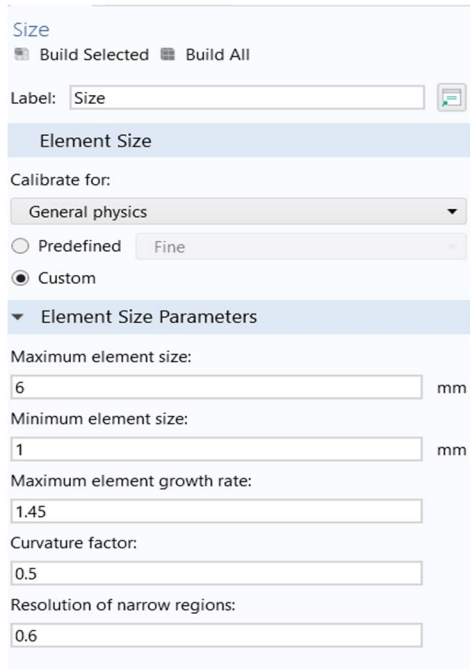 Size
Build Selected Build All
Label: Size
Element Size
Calibrate for:
General physics
Predefined Fine
Custom
Element Size Parameters
Maximum element size:
6 mm
Minimum element size:
1 mm
Maximum element growth rate:
1.45
Curvature factor:
0.5
Resolution of narrow regions:
0.6